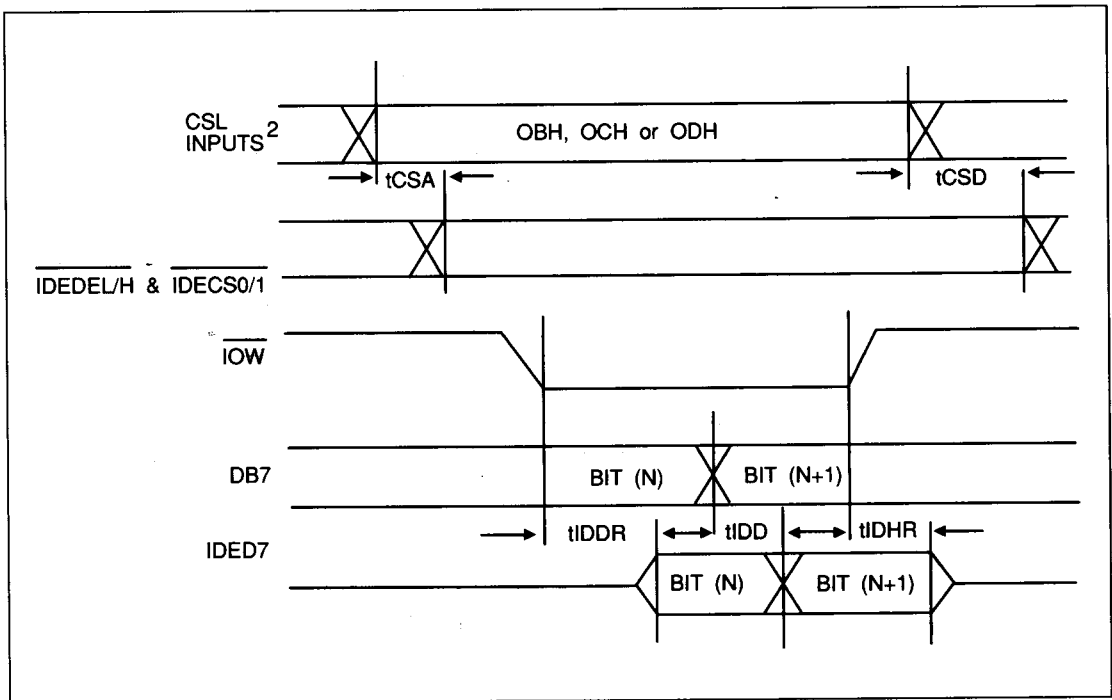 CSL
INPUTS2
OBH, OCH or ODH
tCSA
tCSD
IDEDEL/H & IDECS0/1
IOW
DB7
BIT (N)
BIT (N+1)
tIDDR
tIDD
tIDHR
IDED7
BIT (N)
BIT (N+1)